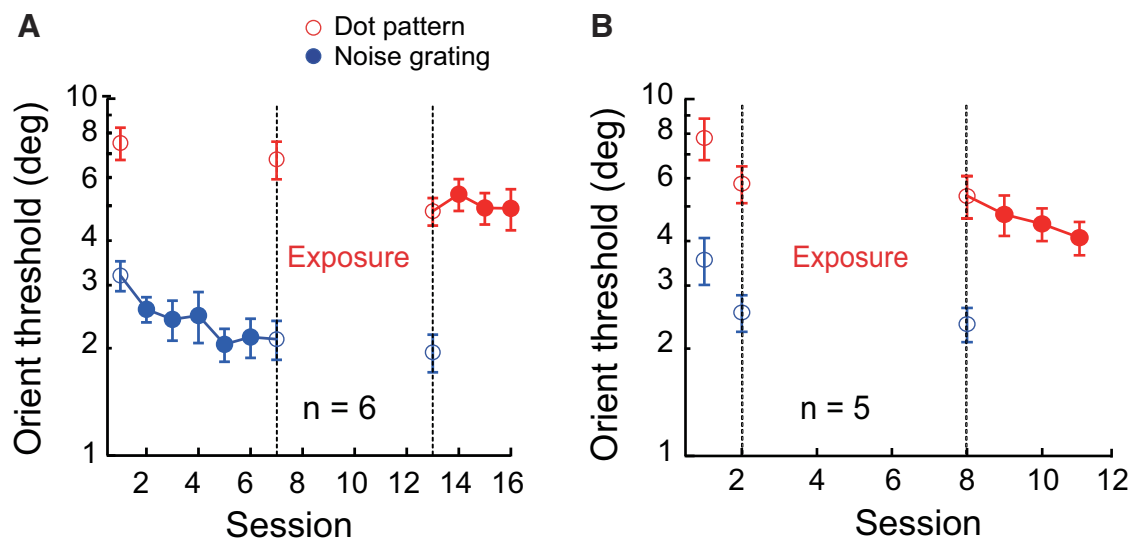 A
Dot pattern
Noise grating
Orient threshold (deg)
10
8
6
4
3
2
1
Exposure
n = 6
2 4 6 8 10 12 14 16
Session
B
Orient threshold (deg)
10
8
6
4
3
2
1
Exposure
n = 5
2 4 6 8 10 12
Session